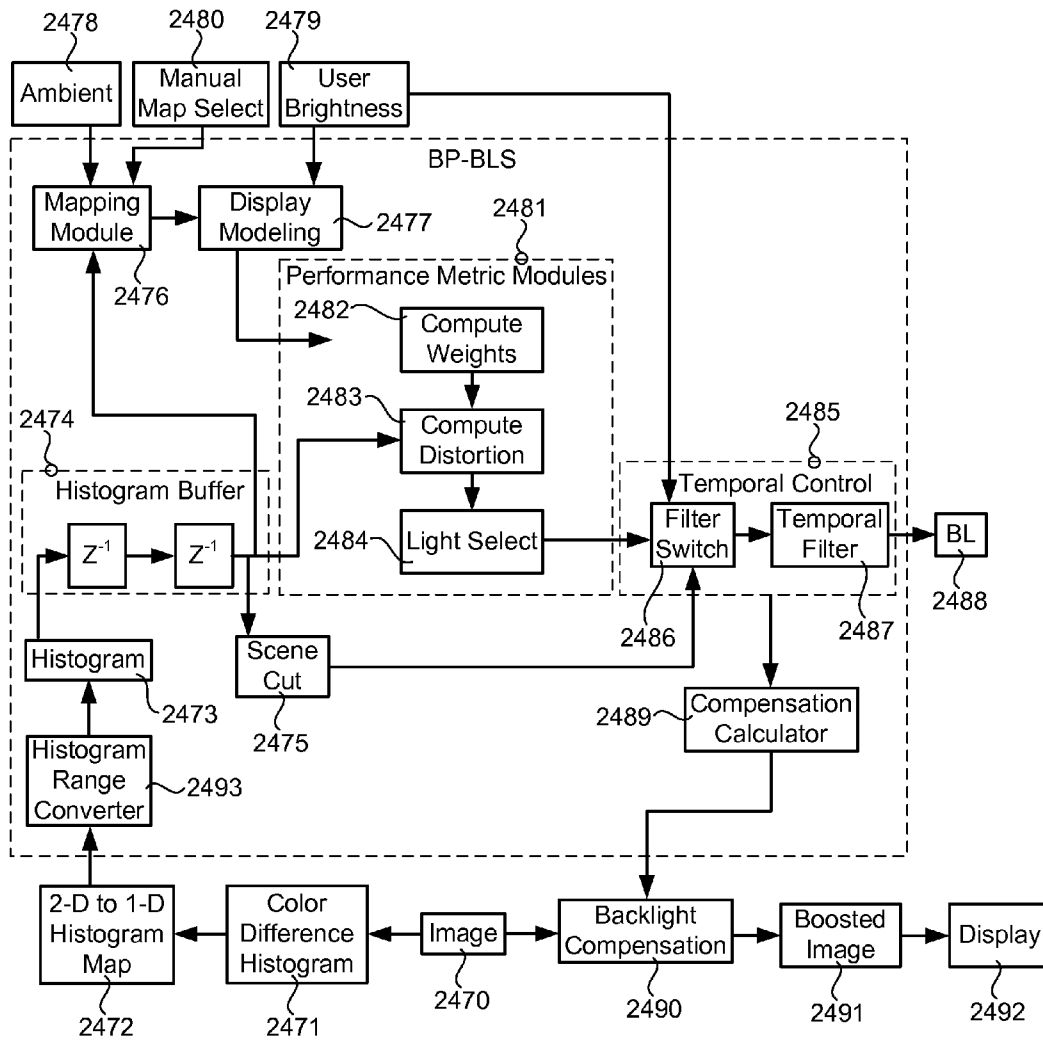 2478
2480
2479
Ambient
Manual
Map Select
User
Brightness
BP-BLS
Mapping
Module
2476
Display
Modeling
2477
2481
Performance Metric Modules
2482
Compute
Weights
2483
Compute
Distortion
2484
Light Select
2474
Histogram Buffer
Z-1
Z-1
2485
Temporal Control
Filter
Switch
2486
Temporal
Filter
2487
BL
2488
Histogram
2473
Scene
Cut
2475
2489
Compensation
Calculator
Histogram
Range
Converter
2493
2-D to 1-D
Histogram
Map
2472
Color
Difference
Histogram
2471
Image
2470
Backlight
Compensation
2490
Boosted
Image
2491
Display
2492